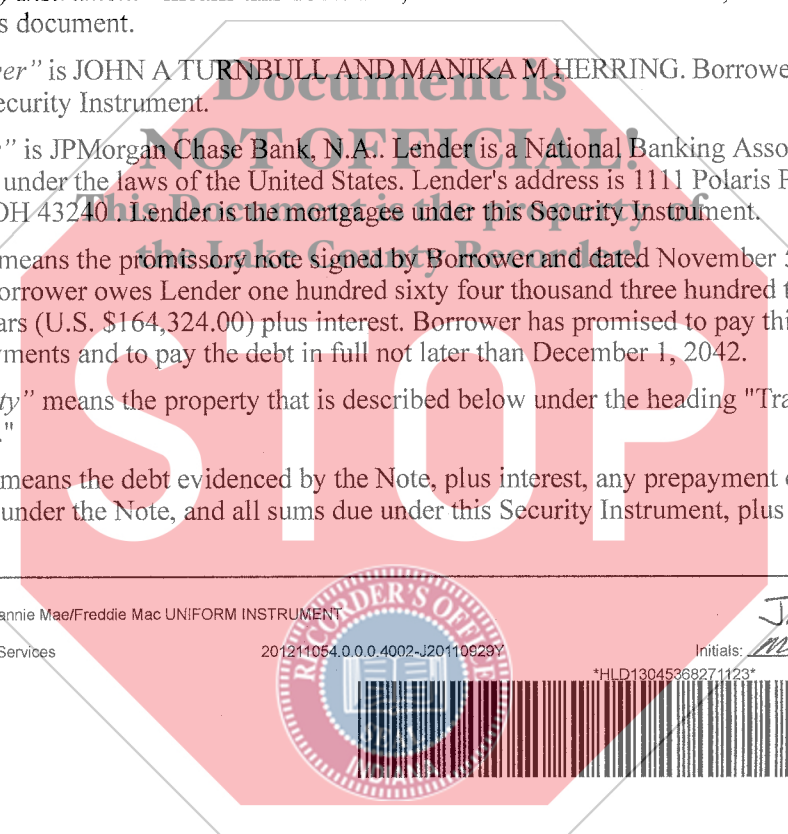 s document.
er” is JOHN A TURNBULL AND MANIKA M HERRING. Borrowe
ecurity Instrument.
” is JPMorgan Chase Bank, N.A.. Lender is a National Banking Asso
under the laws of the United States. Lender's address is 1111 Polaris P
OH 43240 . Lender is the mortgagee under this Security Instrument.
means the promissory note signed by Borrower and dated November
orrower owes Lender one hundred sixty four thousand three hundred t
ars (U.S. $164,324.00) plus interest. Borrower has promised to pay thi
ments and to pay the debt in full not later than December 1, 2042.
ty” means the property that is described below under the heading "Tra
."
means the debt evidenced by the Note, plus interest, any prepayment
under the Note, and all sums due under this Security Instrument, plus
Document is
NOT OFFICIAL!
This Document is the property of
the Lake County Recorder!
STOP
annie Mae/Freddie Mac UNIFORM INSTRUMENT
Services 201211054.0.0.0.4002-J20110929Y Initials:
*HLD13045368271123*
RECORDER'S OFFICE
SEAL
INDIANA